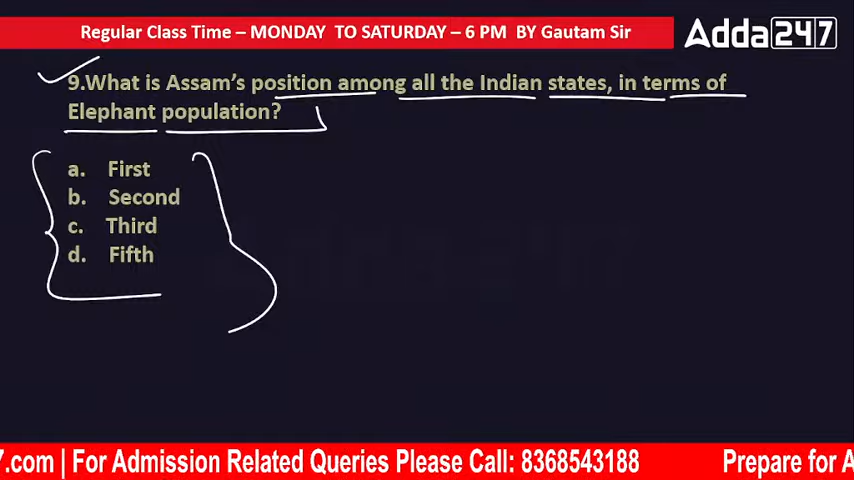 Regular Class Time – MONDAY TO SATURDAY – 6 PM BY Gautam Sir
Adda247
9.What is Assam's position among all the Indian states, in terms of
Elephant population?
a. First
b. Second
c. Third
d. Fifth
7.com | For Admission Related Queries Please Call: 8368543188 Prepare for A